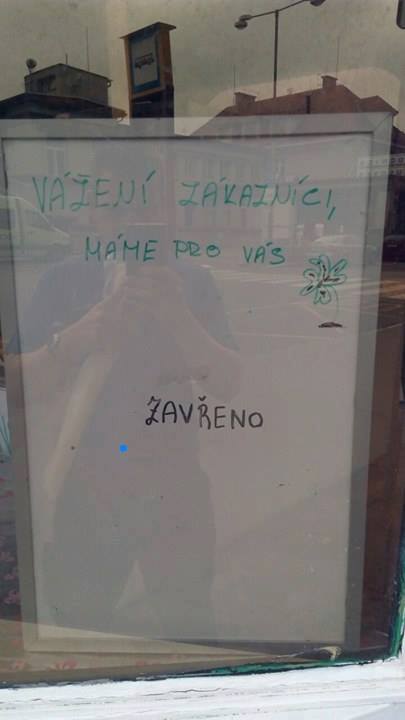 VÁŽENÍ ZÁKAZNÍCI,
MÁME PRO VÁS
ZAVŘENO